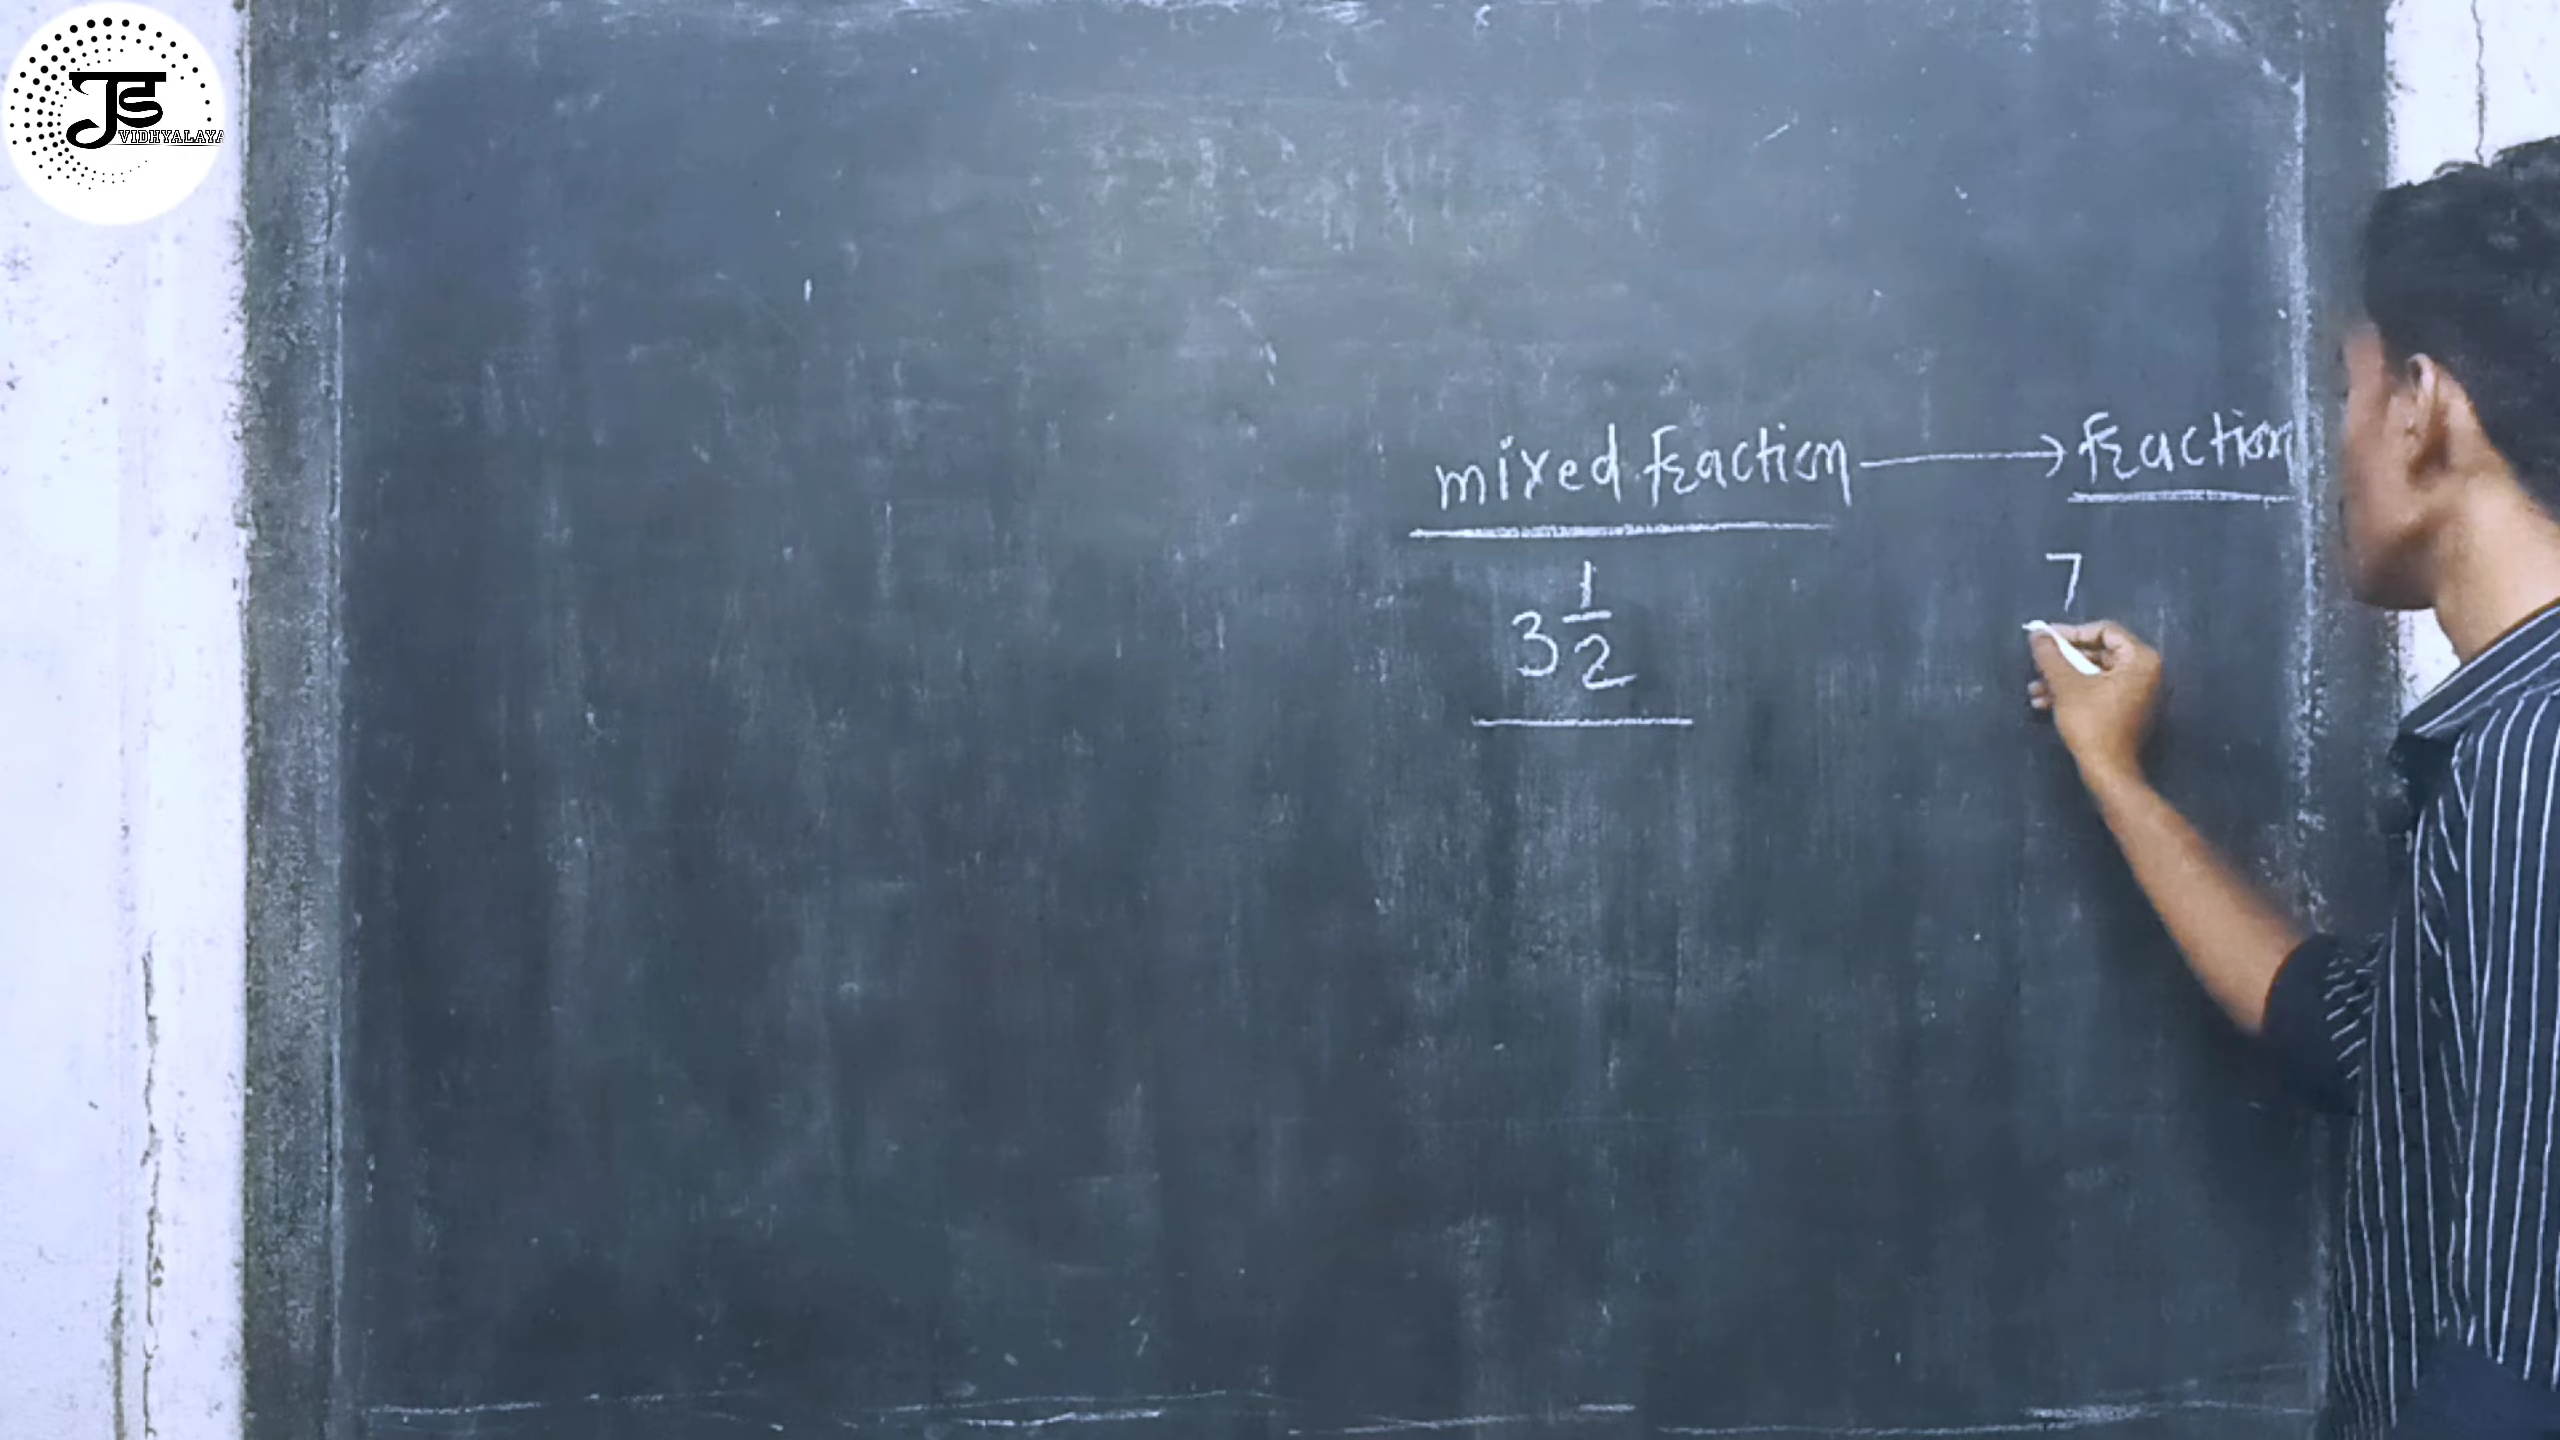 JS
VIDHYALAYA
mixed fraction → fraction
3 1/2
7